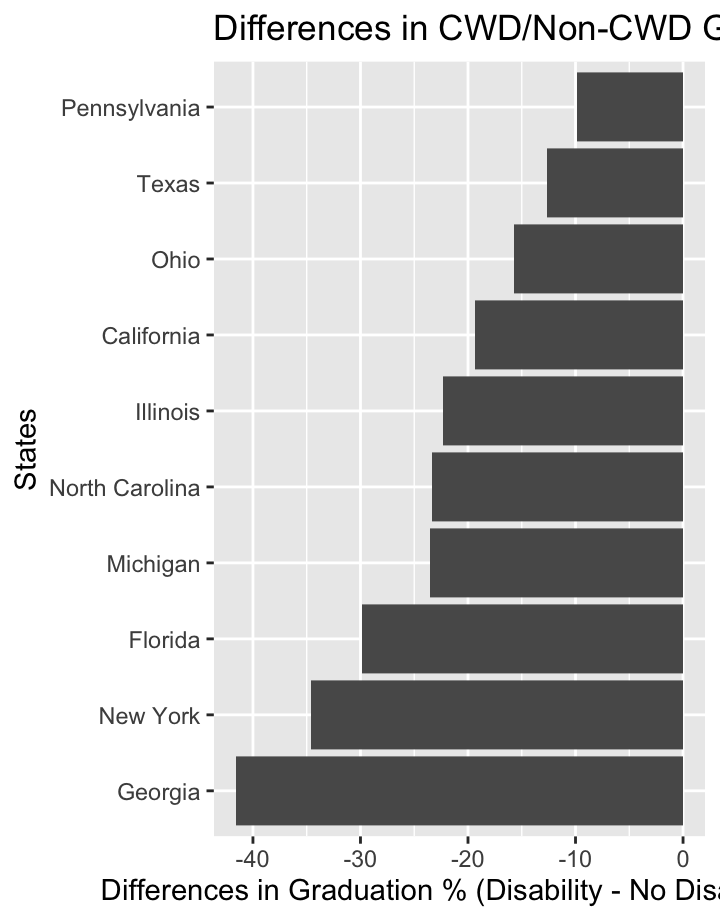 Differences in CWD/Non-CWD
Pennsylvania
Texas
Ohio
California
Illinois
North Carolina
Michigan
Florida
New York
Georgia
States
-40 -30 -20 -10 0
Differences in Graduation % (Disability - No